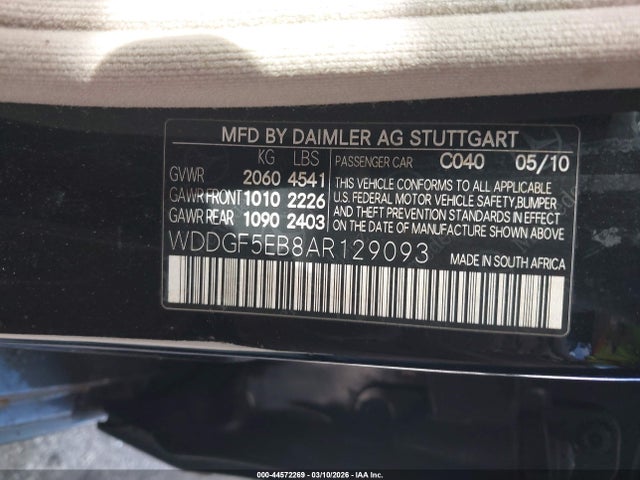 MFD BY DAIMLER AG STUTTGART
KG LBS PASSENGER CAR C040 05/10
GVWR 2060 4541
GAWR FRONT 1010 2226
GAWR REAR 1090 2403
THIS VEHICLE CONFORMS TO ALL APPLICABLE
U.S. FEDERAL MOTOR VEHICLE SAFETY,BUMPER,
AND THEFT PREVENTION STANDARDS IN EFFECT
ON THE DATE OF MANUFACTURE SHOWN ABOVE.
WDDGF5EB8AR129093 MADE IN SOUTH AFRICA
000-44572269 - 03/10/2026 - IAA Inc.